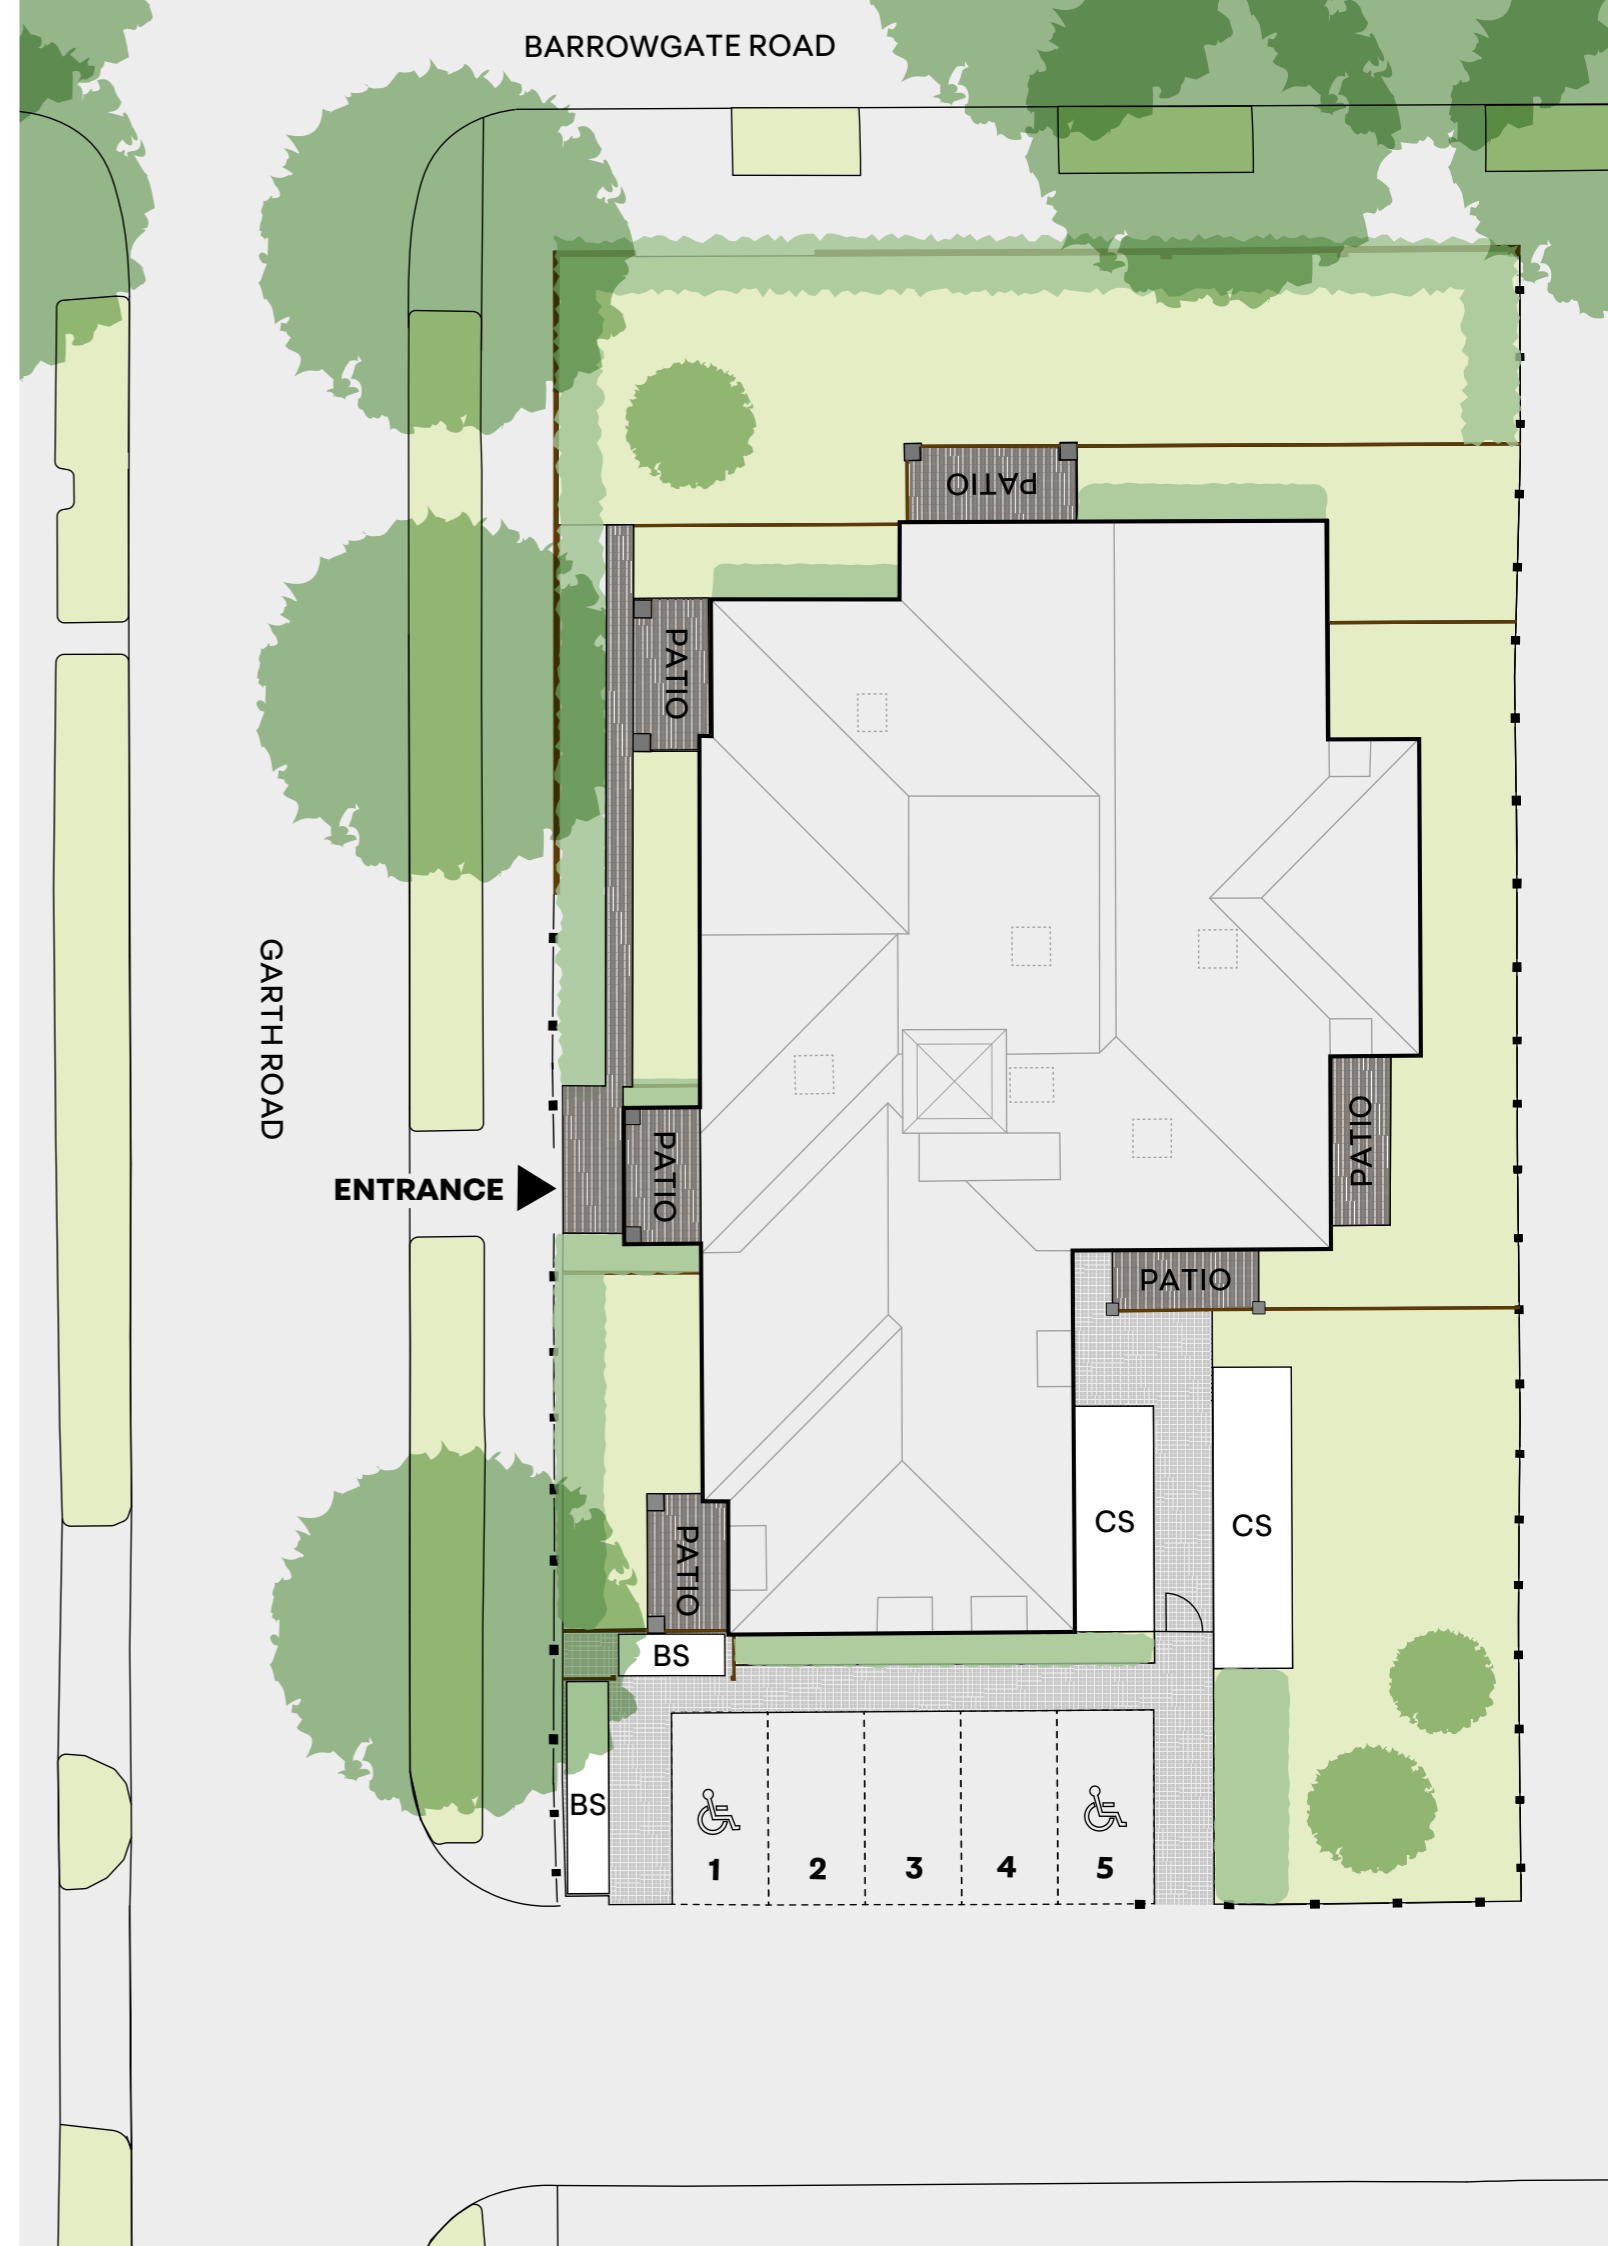 BARROWGATE ROAD
PATIO
PATIO
GARTH ROAD
PATIO
PATIO
ENTRANCE
PATIO
CS
CS
PATIO
BS
BS
1
2
3
4
5